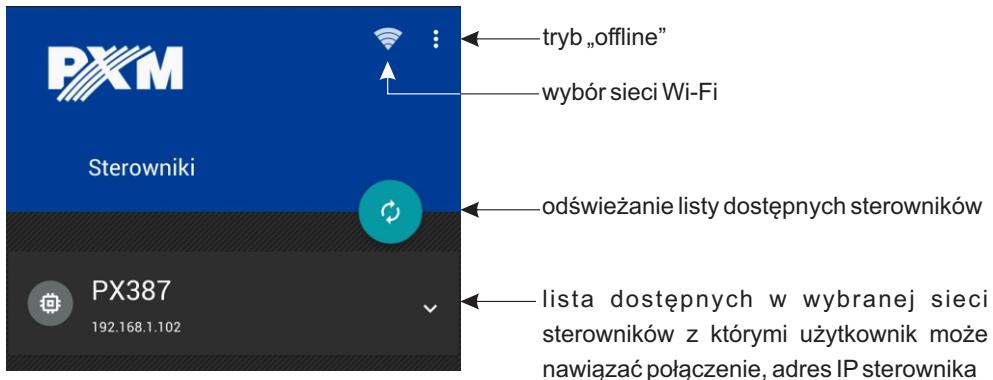 PXM
tryb „offline”
wybór sieci Wi-Fi
Sterowniki
odświeżanie listy dostępnych sterowników
PX387
192.168.1.102
lista dostępnych w wybranej sieci
sterowników z którymi użytkownik może
nawiązać połączenie, adres IP sterownika